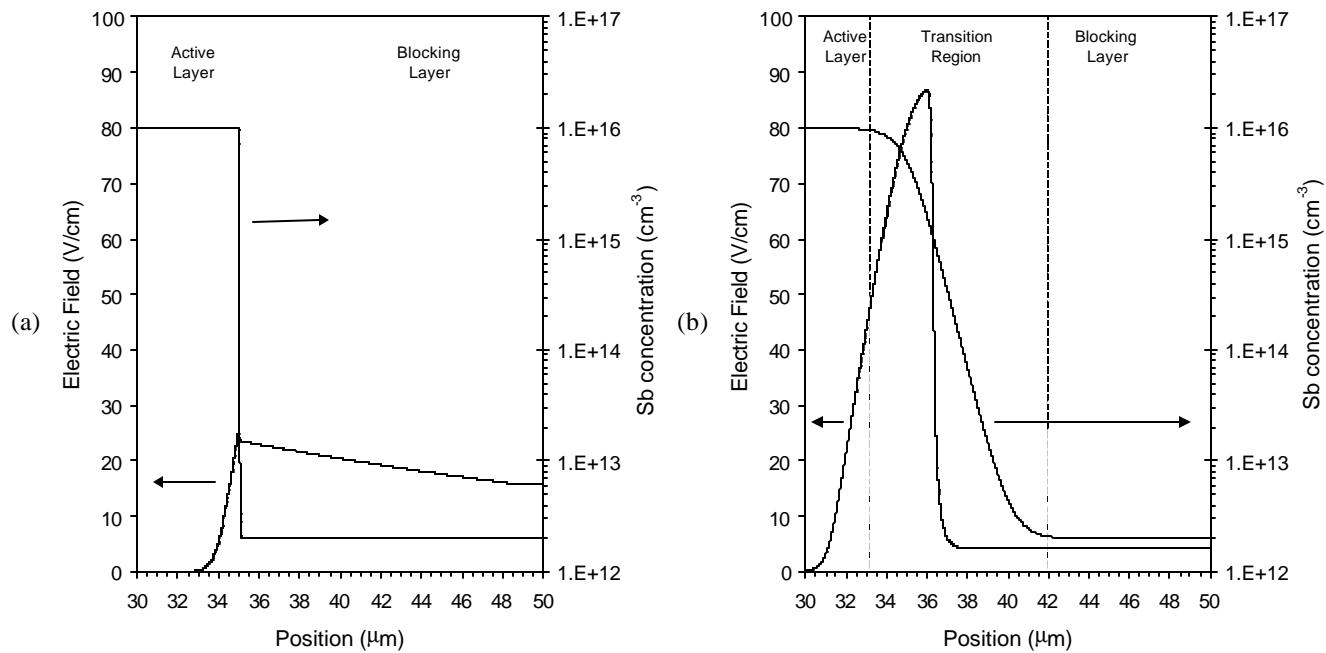 (a)
Electric Field (V/cm)
100
90
80
70
60
50
40
30
20
10
0
Active
Layer
Blocking
Layer
1.E+17
1.E+16
1.E+15
1.E+14
1.E+13
1.E+12
Sb concentration (cm⁻³)
30 32 34 36 38 40 42 44 46 48 50
Position (μm)
(b)
Electric Field (V/cm)
100
90
80
70
60
50
40
30
20
10
0
Active
Layer
Transition
Region
Blocking
Layer
1.E+17
1.E+16
1.E+15
1.E+14
1.E+13
1.E+12
Sb concentration (cm⁻³)
30 32 34 36 38 40 42 44 46 48 50
Position (μm)